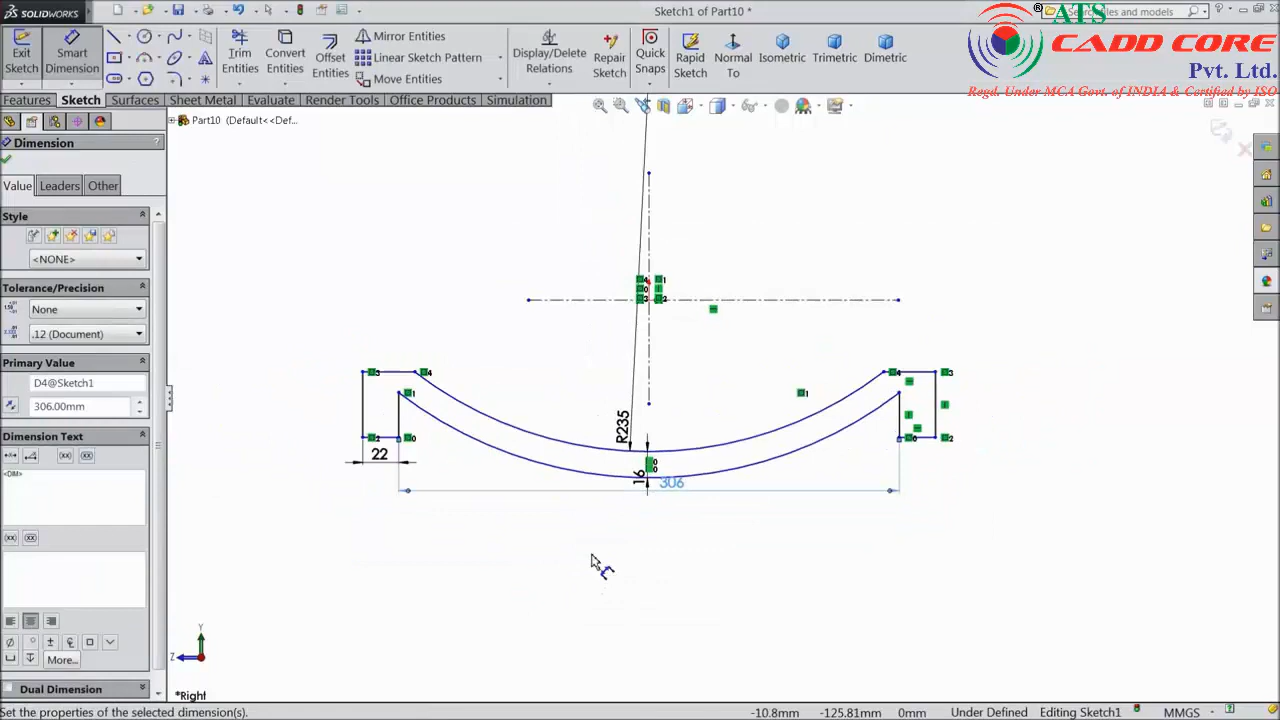 SOLIDWORKS
Sketch1 of Part10 *
Search files and models
ATS
CADD CORE
Pvt. Ltd.
Regd. Under MCA Govt. of INDIA & Certified by ISO
Exit Sketch
Smart Dimension
Trim Entities
Convert Entities
Offset Entities
Mirror Entities
Linear Sketch Pattern
Move Entities
Display/Delete Relations
Repair Sketch
Quick Snaps
Rapid Sketch
Normal To
Isometric
Trimetric
Dimetric
Features
Sketch
Surfaces
Sheet Metal
Evaluate
Render Tools
Office Products
Simulation
Part10 (Default<<Def...
Dimension
?
Value
Leaders
Other
Style
<NONE>
Tolerance/Precision
None
.12 (Document)
Primary Value
D4@Sketch1
306.00mm
Dimension Text
<DIM>
More...
Dual Dimension
R235
22
16
306
Y
Z
*Right
Set the properties of the selected dimension(s).
-10.8mm
-125.81mm
0mm
Under Defined
Editing Sketch1
MMGS